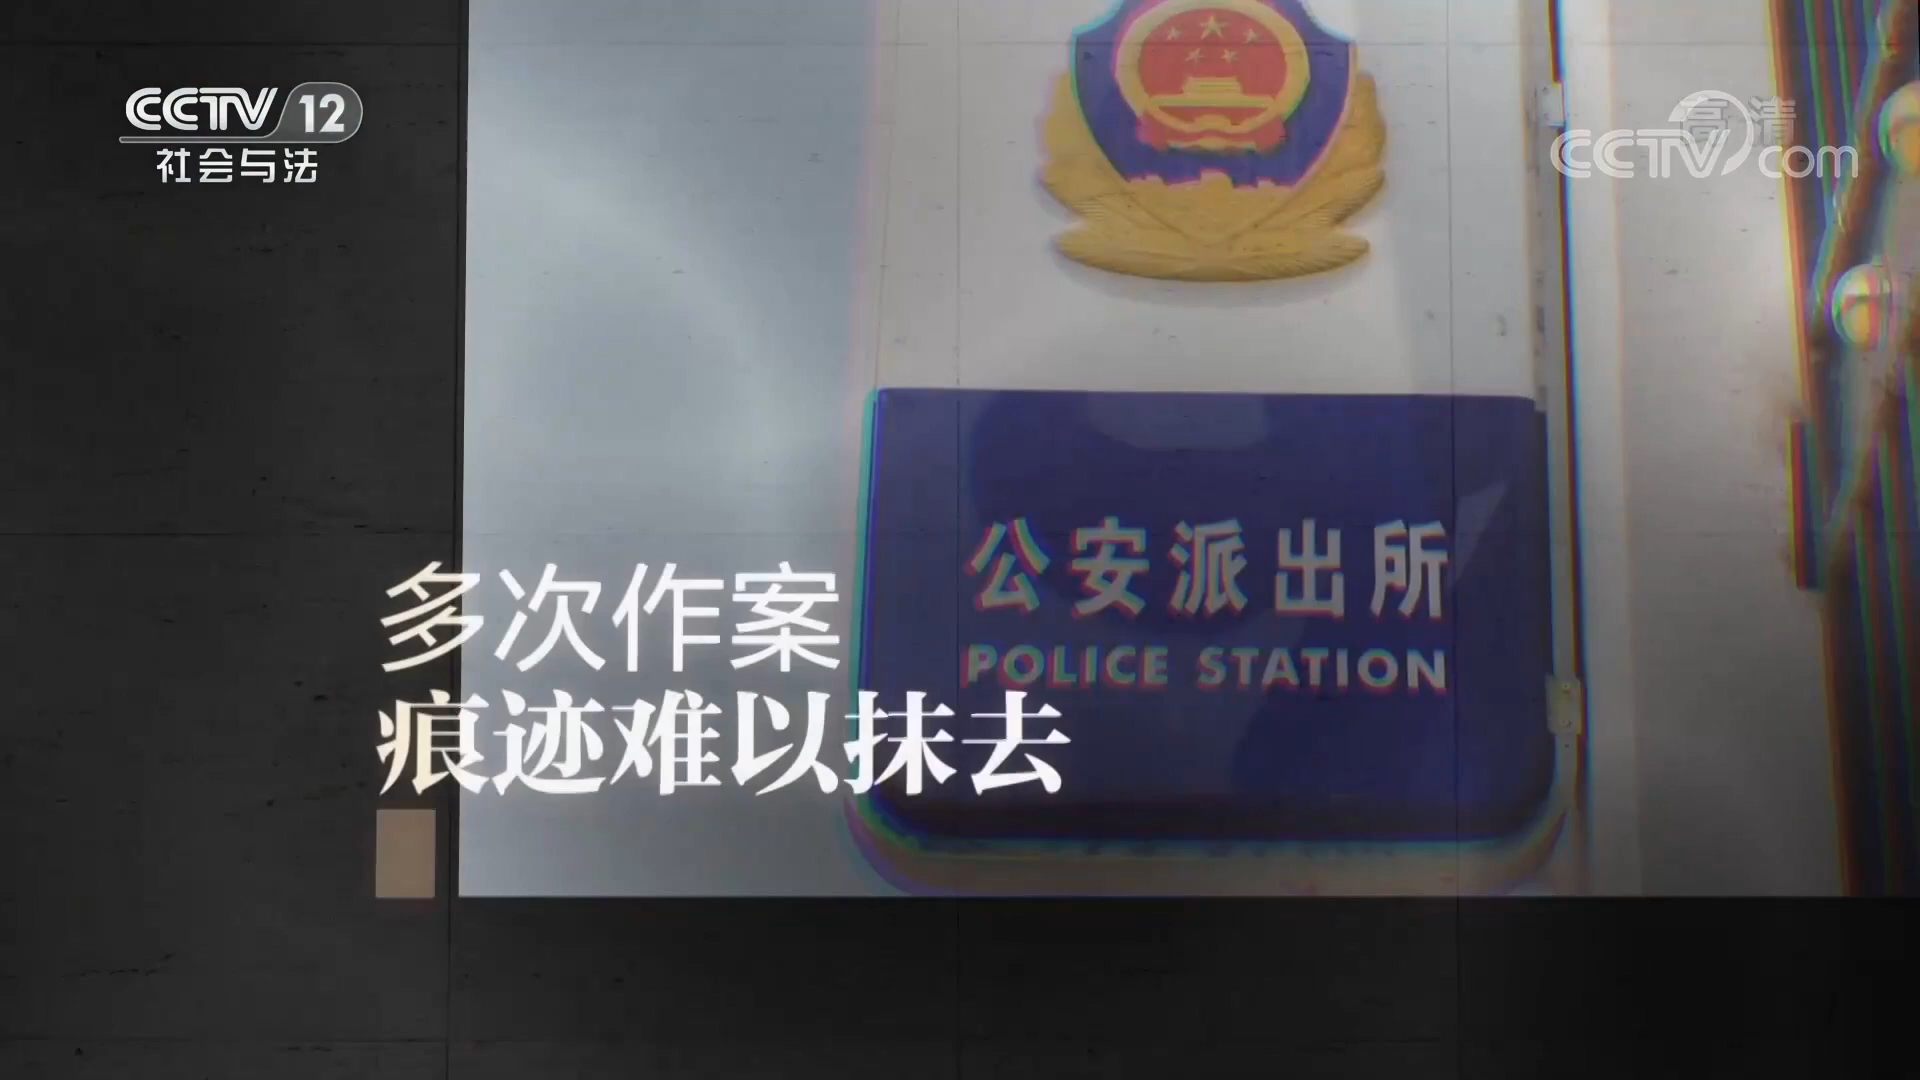 CCTV 12
社会与法
高清
CCTV.com
公安派出所
POLICE STATION
多次作案
痕迹难以抹去